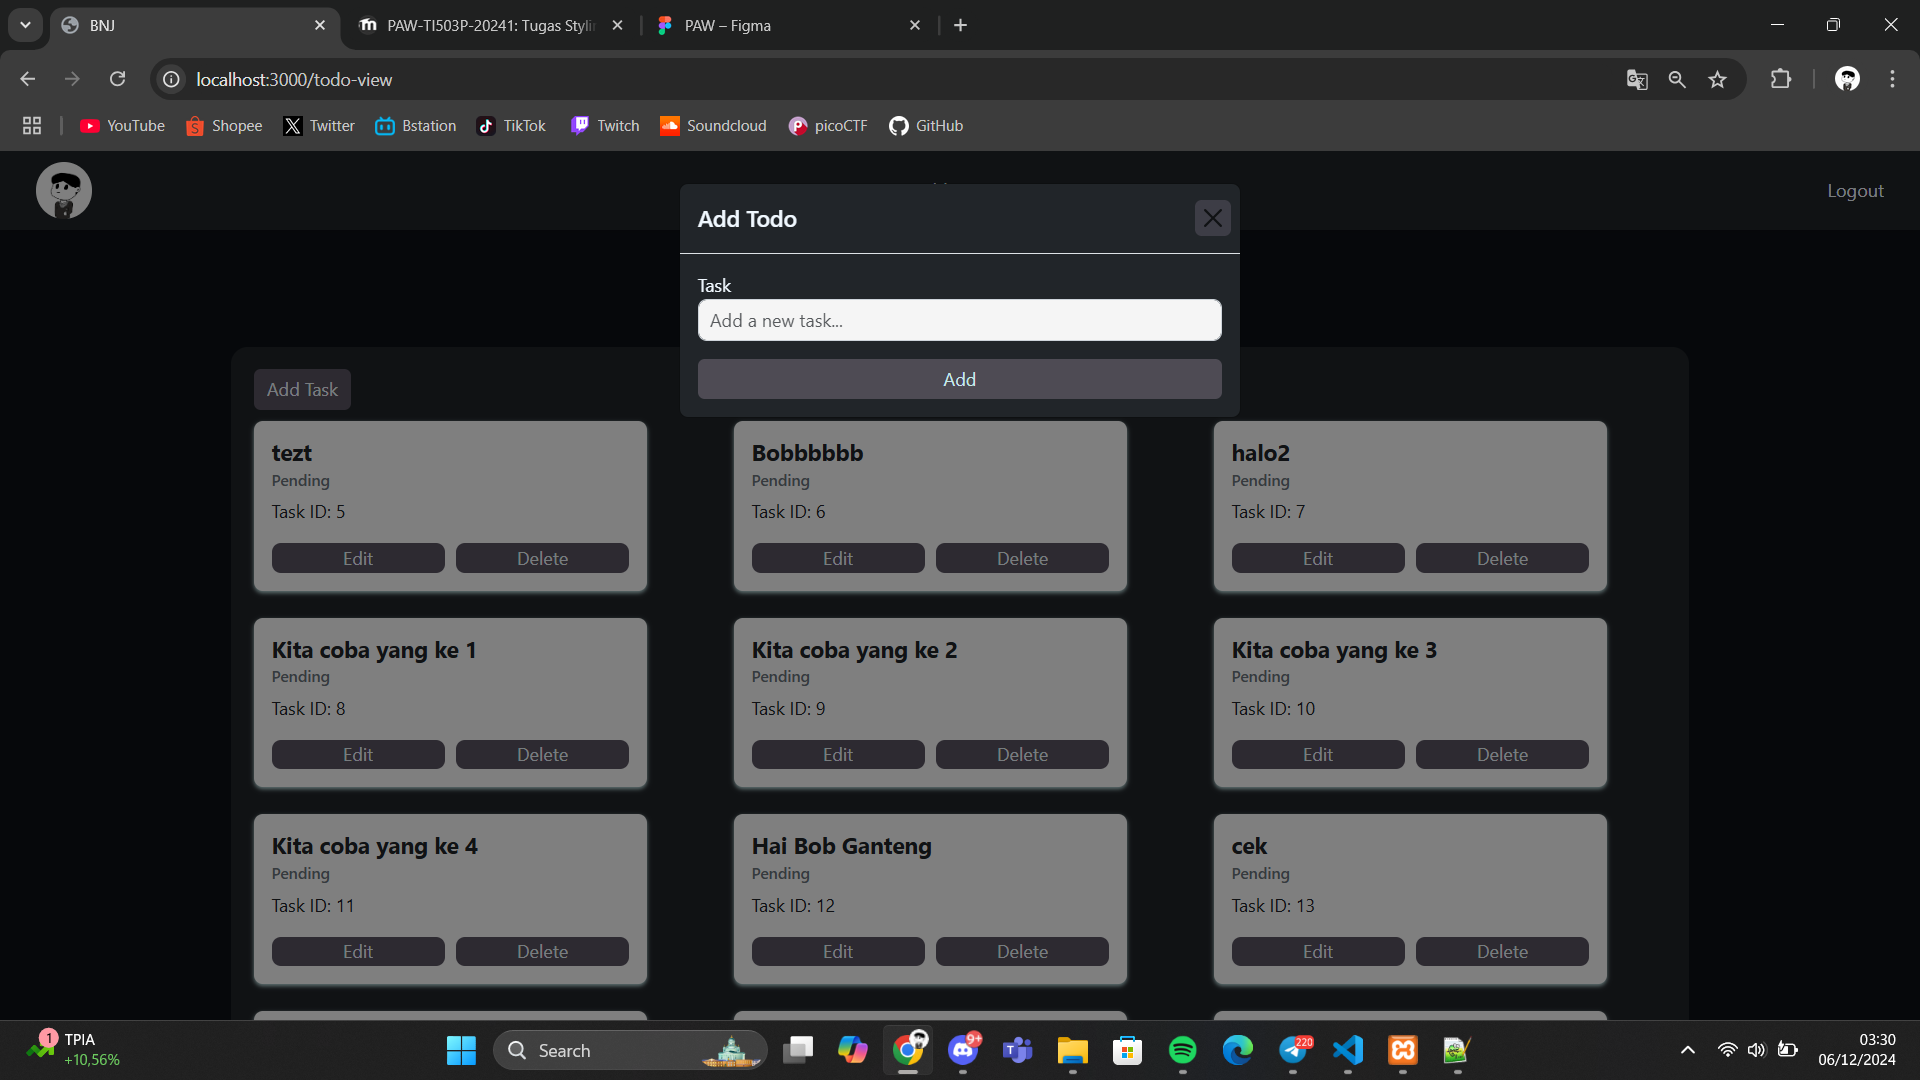 BNJ
PAW-TI503P-20241: Tugas Styli
PAW – Figma
localhost:3000/todo-view
YouTube
Shopee
Twitter
Bstation
TikTok
Twitch
Soundcloud
picoCTF
GitHub
Logout
Add Todo
Task
Add a new task...
Add
Add Task
tezt
Pending
Task ID: 5
Edit
Delete
Bobbbbbb
Pending
Task ID: 6
Edit
Delete
halo2
Pending
Task ID: 7
Edit
Delete
Kita coba yang ke 1
Pending
Task ID: 8
Edit
Delete
Kita coba yang ke 2
Pending
Task ID: 9
Edit
Delete
Kita coba yang ke 3
Pending
Task ID: 10
Edit
Delete
Kita coba yang ke 4
Pending
Task ID: 11
Edit
Delete
Hai Bob Ganteng
Pending
Task ID: 12
Edit
Delete
cek
Pending
Task ID: 13
Edit
Delete
1
TPIA
+10,56%
Search
9+
220
03:30
06/12/2024